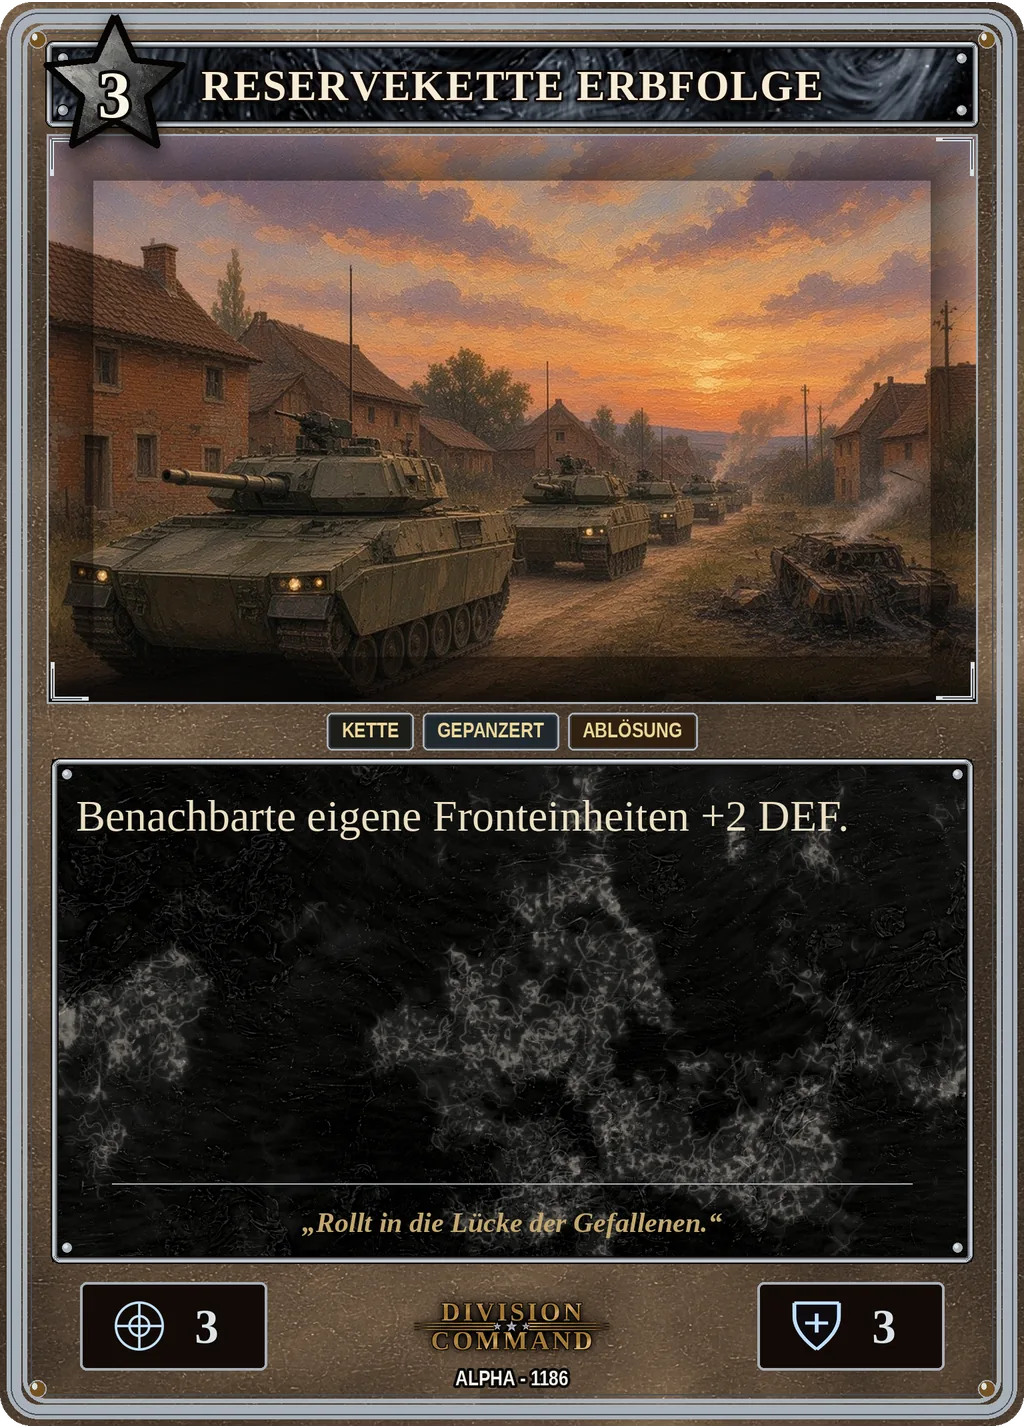 3
RESERVEKETTE ERBFOLGE
KETTE GEPANZERT ABLÖSUNG
Benachbarte eigene Fronteinheiten +2 DEF.
„Rollt in die Lücke der Gefallenen.“
3
DIVISION
COMMAND
3
ALPHA - 1186